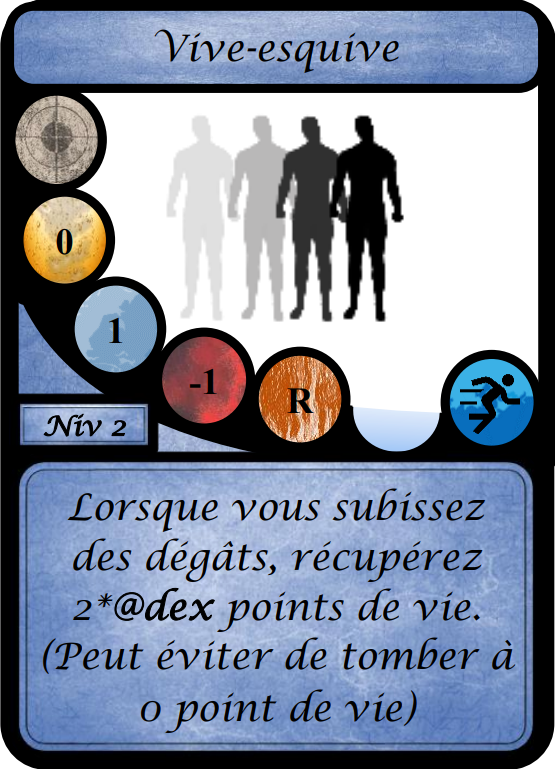 Vive-esquive
0
1
-1
R
Niv 2
Lorsque vous subissez
des dégâts, récupérez
2*@dex points de vie.
(Peut éviter de tomber à
0 point de vie)